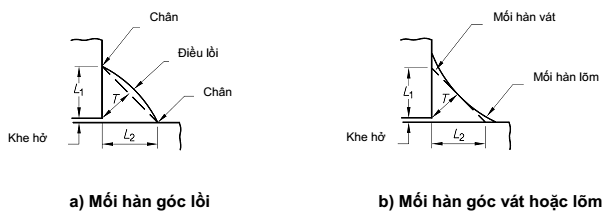 Chân
Điều lồi
Chân
L1
T
L2
Khe hở
a) Mối hàn góc lồi
Mối hàn vát
Mối hàn lõm
L1
T
L2
Khe hở
b) Mối hàn góc vát hoặc lõm